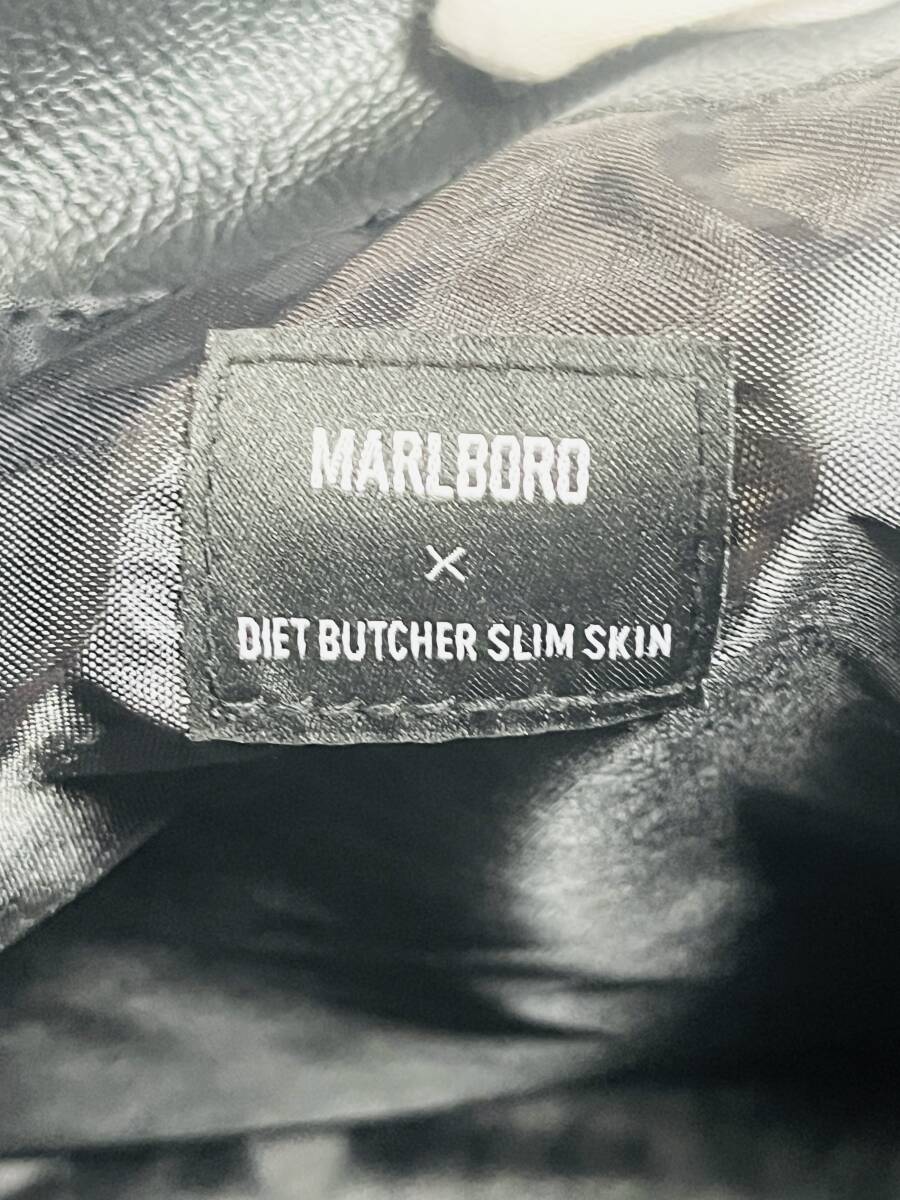 MARLBORO
×
DIET BUTCHER SLIM SKIN